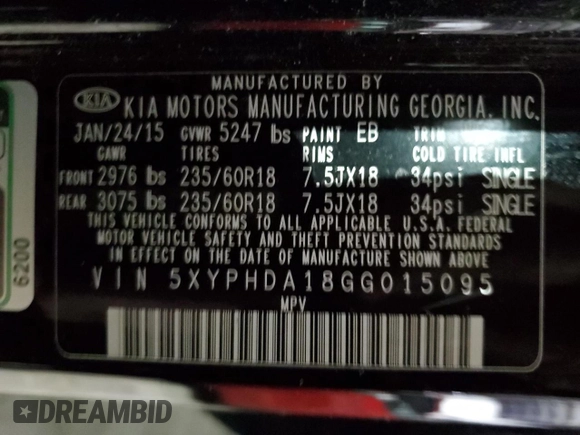 MANUFACTURED BY
KIA KIA MOTORS MANUFACTURING GEORGIA, INC.
JAN/24/15 GVWR 5247 lbs PAINT EB TRIM
GAWR TIRES RIMS COLD TIRE INFL
FRONT 2976 lbs 235/60R18 7.5JX18 34psi SINGLE
REAR 3075 lbs 235/60R18 7.5JX18 34psi SINGLE
THIS VEHICLE CONFORMS TO ALL APPLICABLE U.S.A. FEDERAL
MOTOR VEHICLE SAFETY BUMPER, AND THEFT PREVENTION STANDARDS
IN EFFECT ON THE DATE OF MANUFACTURE SHOWN ABOVE
VIN 5XYPHDA18GG015095
MPV
6200
DREAMBID